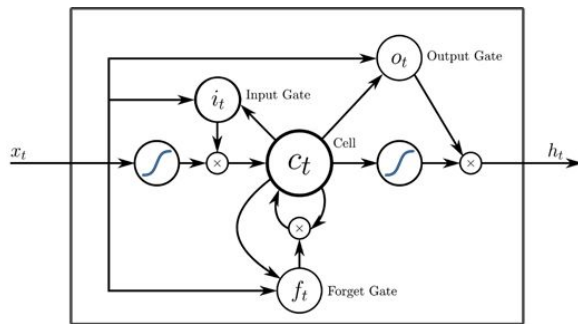 o_t Output Gate
i_t Input Gate
x_t
×
c_t
Cell
×
h_t
×
f_t Forget Gate